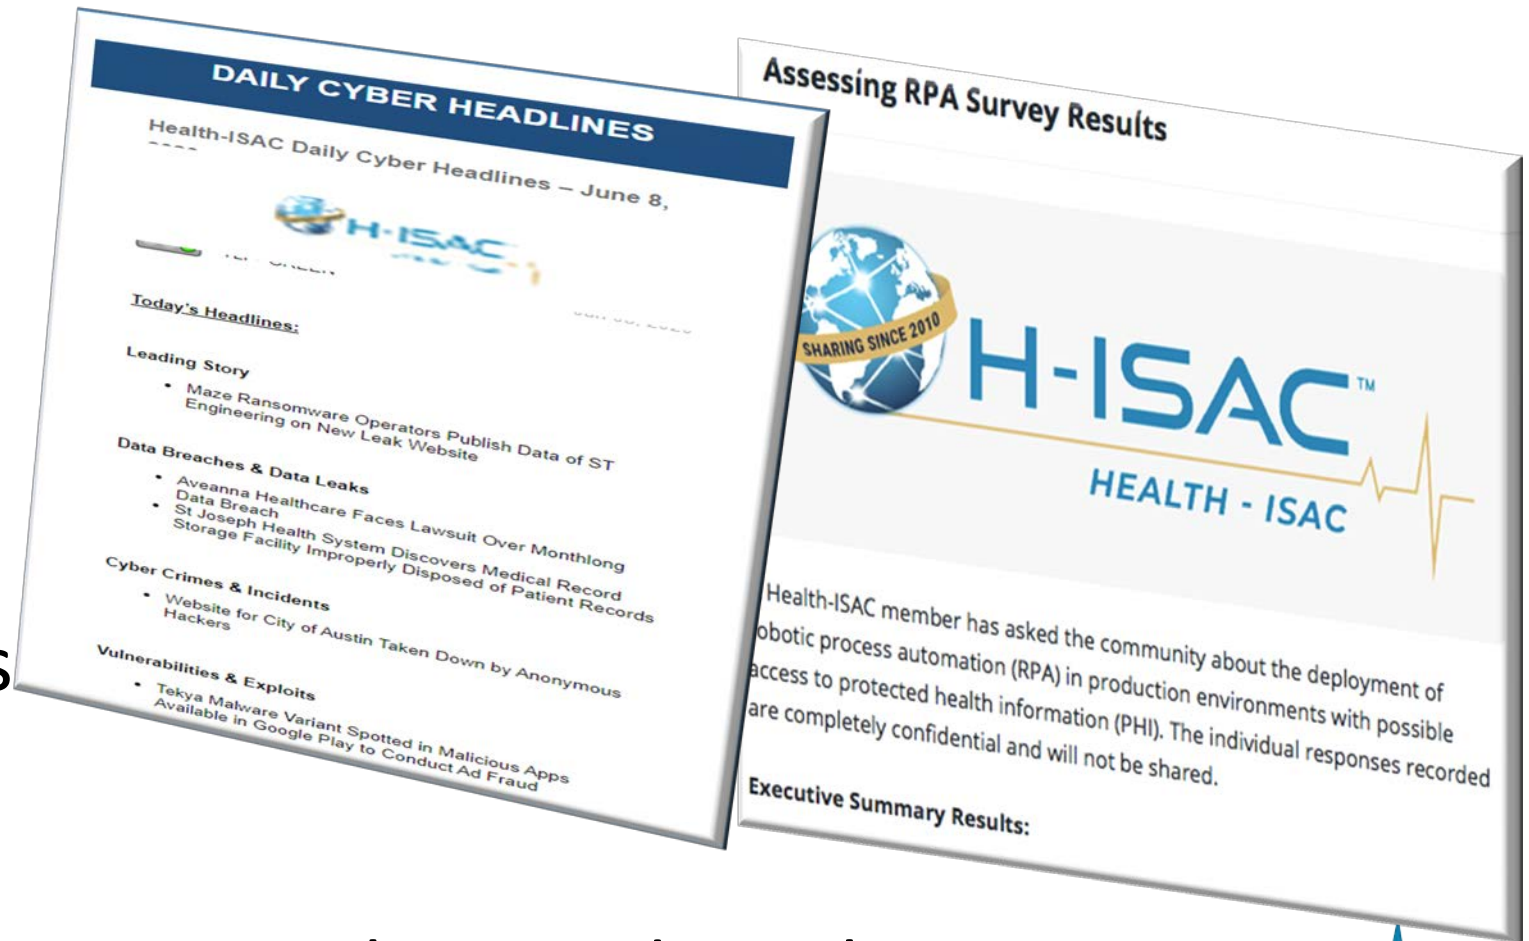 DAILY CYBER HEADLINES
Health-ISAC Daily Cyber Headlines – June 8,
H-ISAC
Today's Headlines:
Leading Story
• Maze Ransomware Operators Publish Data of ST
Engineering on New Leak Website
Data Breaches & Data Leaks
• Aveanna Healthcare Faces Lawsuit Over Monthlong
Data Breach
• St Joseph Health System Discovers Medical Record
Storage Facility Improperly Disposed of Patient Records
Cyber Crimes & Incidents
• Website for City of Austin Taken Down by Anonymous
Hackers
Vulnerabilities & Exploits
• Tekya Malware Variant Spotted in Malicious Apps
Available in Google Play to Conduct Ad Fraud
s
Assessing RPA Survey Results
SHARING SINCE 2010
H-ISAC™
HEALTH - ISAC
Health-ISAC member has asked the community about the deployment of
obotic process automation (RPA) in production environments with possible
access to protected health information (PHI). The individual responses recorded
are completely confidential and will not be shared.
Executive Summary Results: